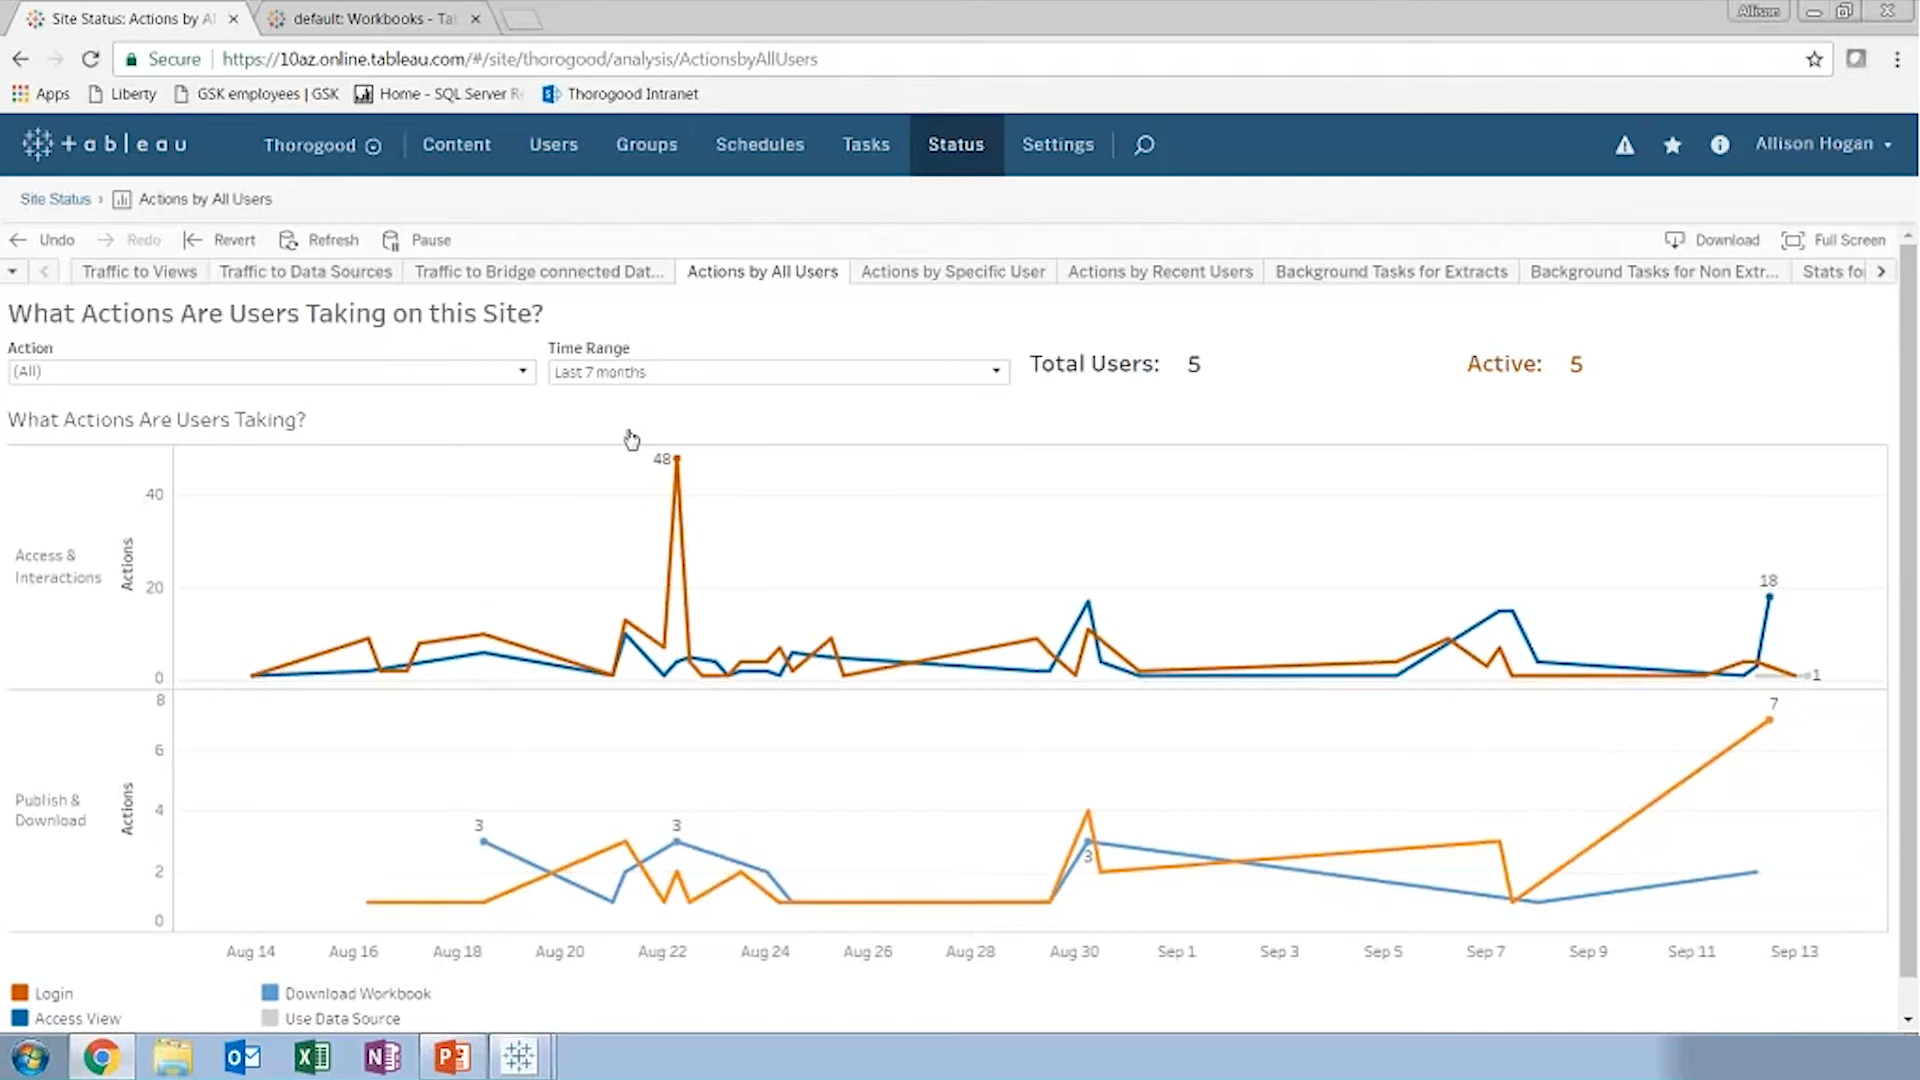 Site Status: Actions by Al
default: Workbooks - Ta
Allison
Secure
https://10az.online.tableau.com/#/site/thorogood/analysis/ActionsbyAllUsers
Apps
Liberty
GSK employees | GSK
Home - SQL Server Re
Thorogood Intranet
+ a b l e a u
Thorogood
Content
Users
Groups
Schedules
Tasks
Status
Settings
Allison Hogan
Site Status › Actions by All Users
Undo
Redo
Revert
Refresh
Pause
Download
Full Screen
Traffic to Views
Traffic to Data Sources
Traffic to Bridge connected Dat...
Actions by All Users
Actions by Specific User
Actions by Recent Users
Background Tasks for Extracts
Background Tasks for Non Extr...
Stats fo
What Actions Are Users Taking on this Site?
Action
(All)
Time Range
Last 7 months
Total Users: 5
Active: 5
What Actions Are Users Taking?
Access &
Interactions
Actions
40
20
0
48
18
1
Publish &
Download
Actions
8
6
4
2
0
3
3
3
7
Aug 14
Aug 16
Aug 18
Aug 20
Aug 22
Aug 24
Aug 26
Aug 28
Aug 30
Sep 1
Sep 3
Sep 5
Sep 7
Sep 9
Sep 11
Sep 13
Login
Download Workbook
Access View
Use Data Source